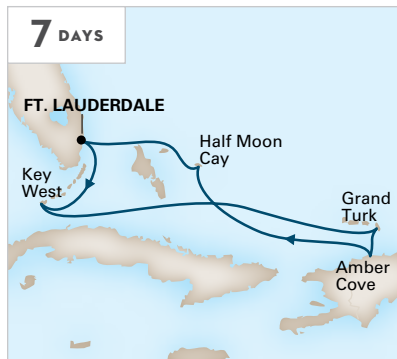 7 DAYS
FT. LAUDERDALE
Half Moon
Cay
Key
West
Grand
Turk
Amber
Cove